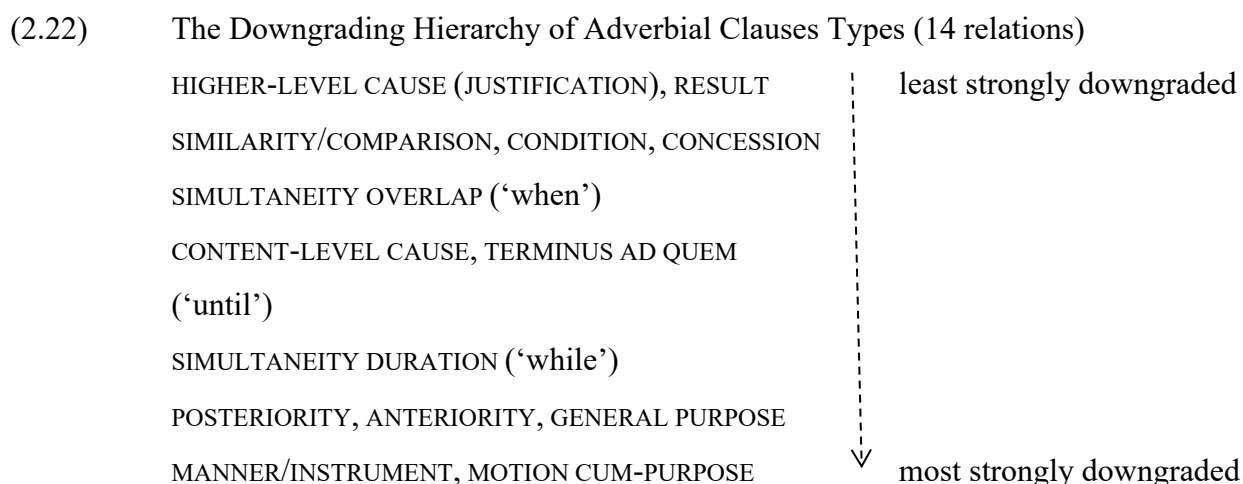 (2.22) The Downgrading Hierarchy of Adverbial Clauses Types (14 relations)
HIGHER-LEVEL CAUSE (JUSTIFICATION), RESULT least strongly downgraded
SIMILARITY/COMPARISON, CONDITION, CONCESSION
SIMULTANEITY OVERLAP (‘when’)
CONTENT-LEVEL CAUSE, TERMINUS AD QUEM
(‘until’)
SIMULTANEITY DURATION (‘while’)
POSTERIORITY, ANTERIORITY, GENERAL PURPOSE
MANNER/INSTRUMENT, MOTION CUM-PURPOSE most strongly downgraded